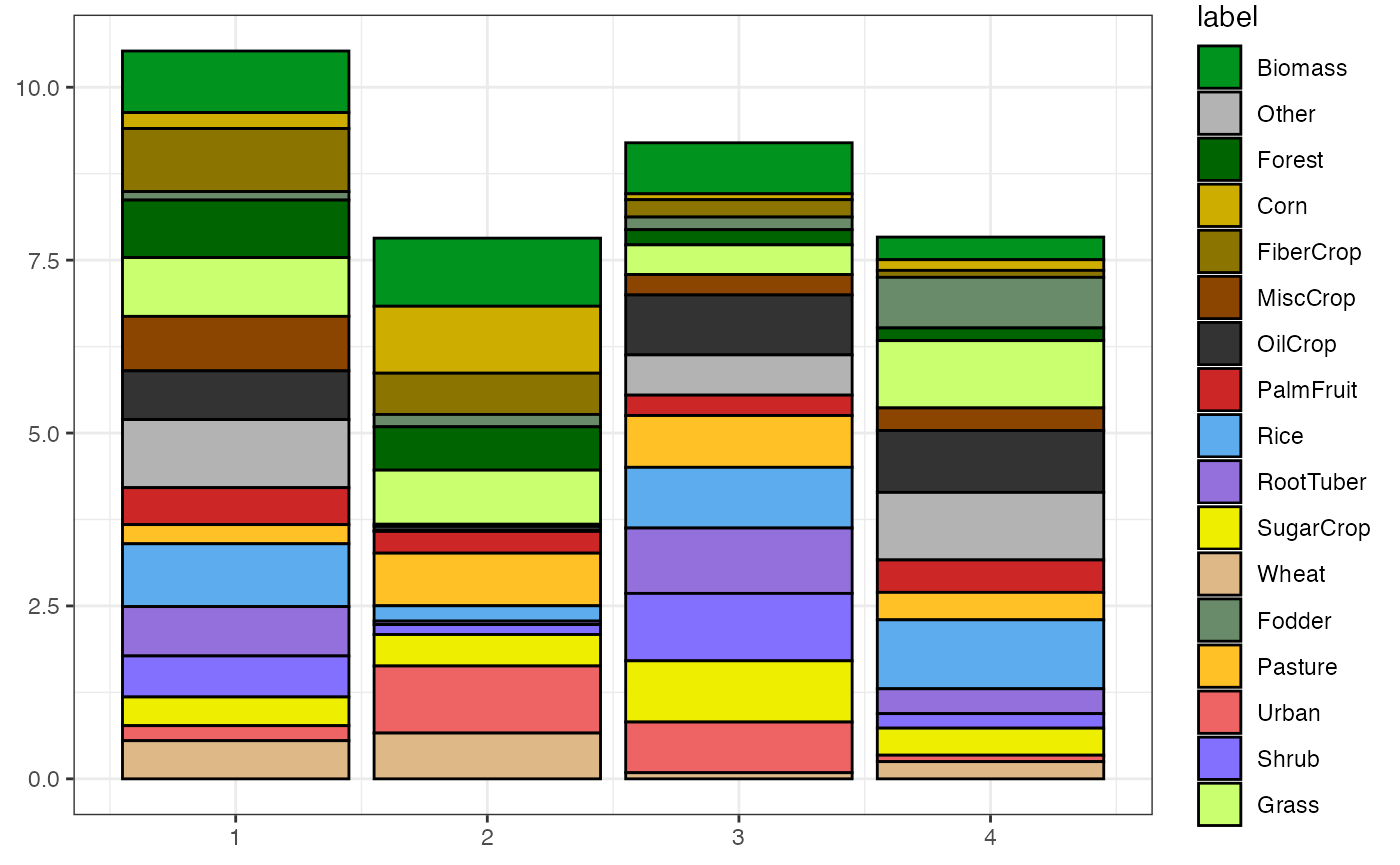 10.0
7.5
5.0
2.5
0.0
1 2 3 4
label
Biomass
Other
Forest
Corn
FiberCrop
MiscCrop
OilCrop
PalmFruit
Rice
RootTuber
SugarCrop
Wheat
Fodder
Pasture
Urban
Shrub
Grass